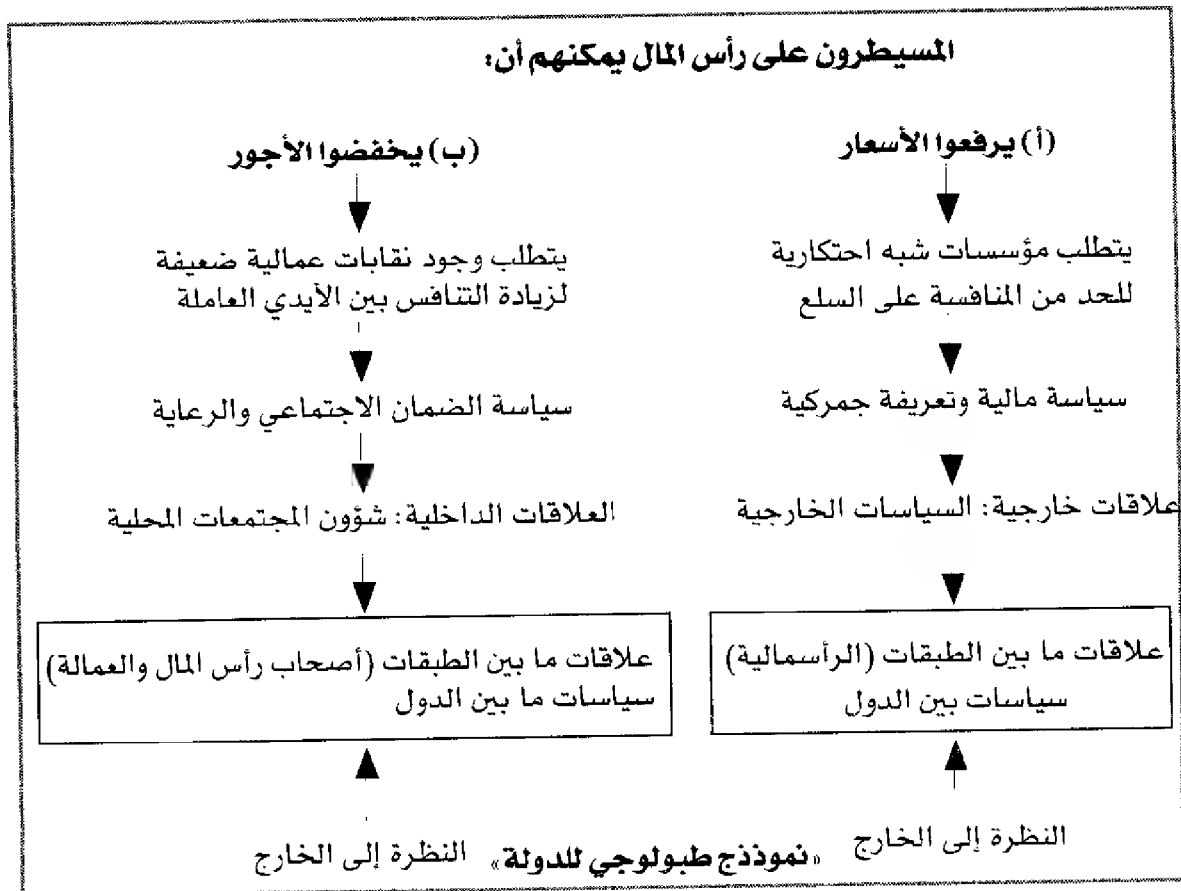 المسيطرون على رأس المال يمكنهم أن:
(أ) يرفعوا الأسعار
يتطلب مؤسسات شبه احتكارية
للحد من المنافسة على السلع
سياسة مالية وتعريفة جمركية
علاقات خارجية: السياسات الخارجية
علاقات ما بين الطبقات (الرأسمالية)
سياسات بين الدول
النظرة إلى الخارج
(ب) يخفضوا الأجور
يتطلب وجود نقابات عمالية ضعيفة
لزيادة التنافس بين الأيدي العاملة
سياسة الضمان الاجتماعي والرعاية
العلاقات الداخلية: شؤون المجتمعات المحلية
علاقات ما بين الطبقات (أصحاب رأس المال والعمالة)
سياسات ما بين الدول
النظرة إلى الخارج
«نموذذج طبولوجي للدولة»